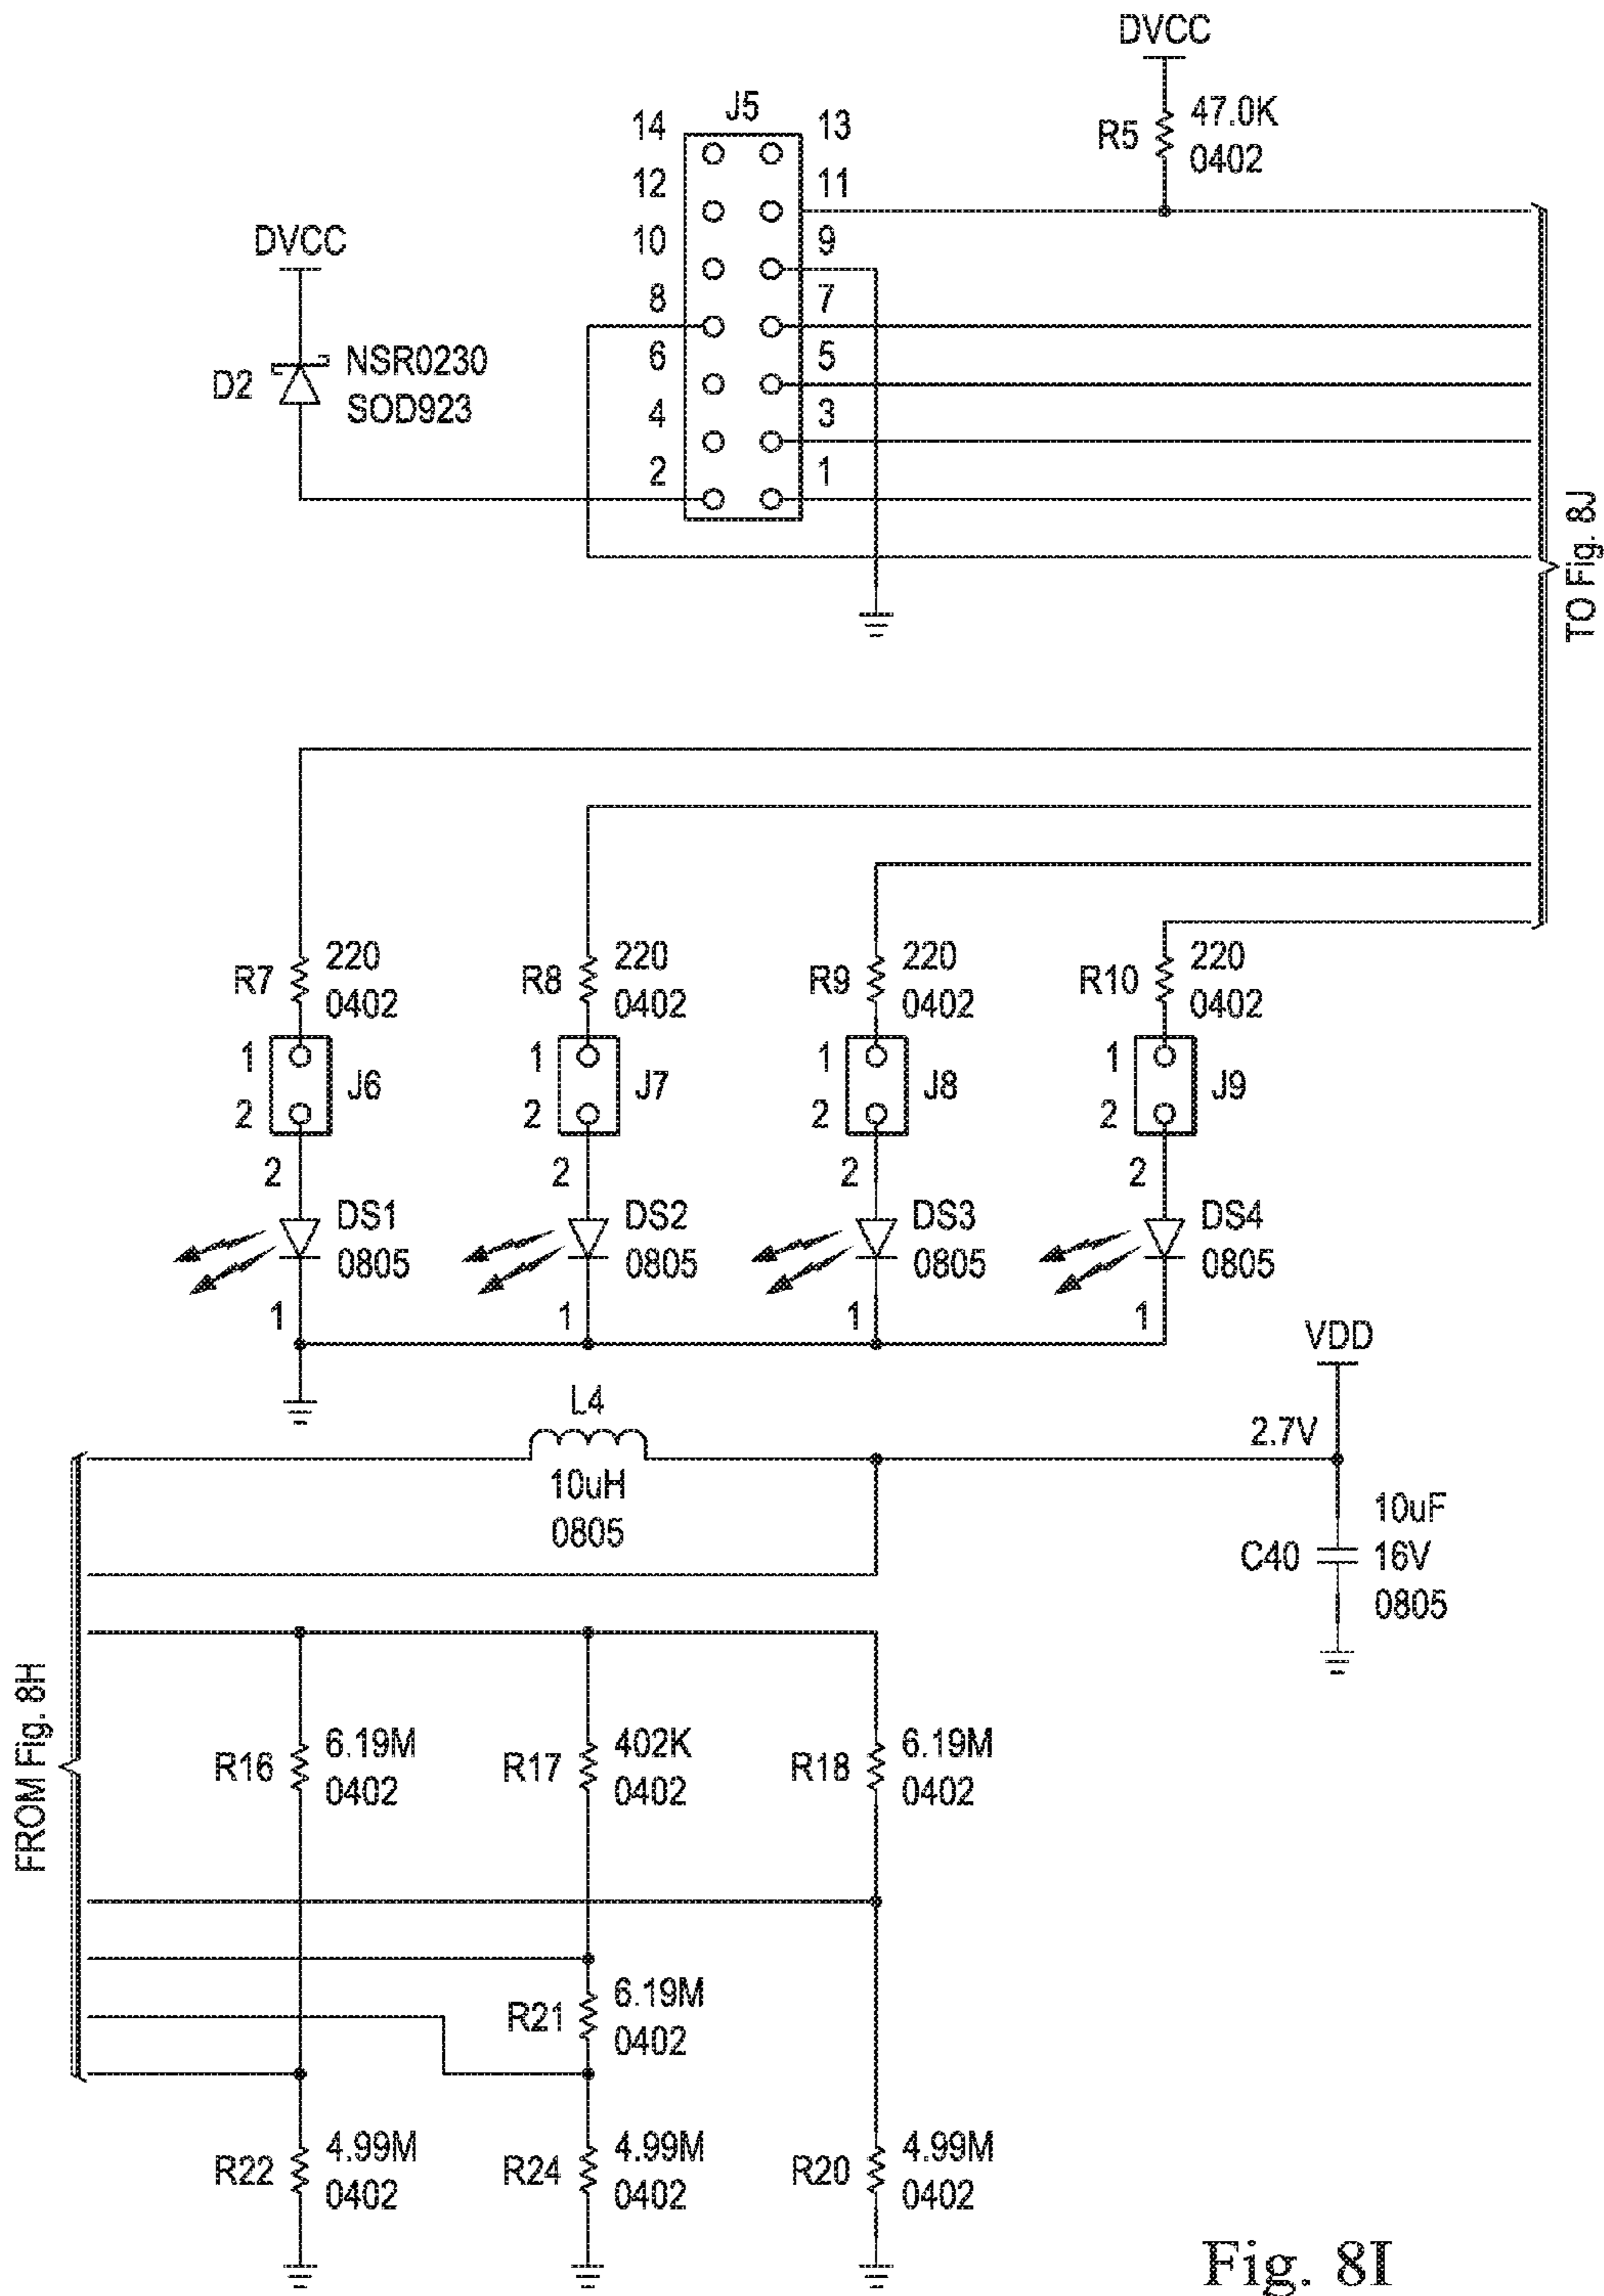 DVCC
J5
14 13
12 11
10 9
8 7
6 5
4 3
2 1
R5 47.0K
0402
DVCC
D2 NSR0230
SOD923
TO Fig. 8J
R7 220
0402
R8 220
0402
R9 220
0402
R10 220
0402
1
2
J6
1
2
J7
1
2
J8
1
2
J9
2
DS1
0805
1
2
DS2
0805
1
2
DS3
0805
1
2
DS4
0805
1
VDD
2.7V
L4
10uH
0805
C40
10uF
16V
0805
FROM Fig. 8H
R16 6.19M
0402
R17 402K
0402
R18 6.19M
0402
R21 6.19M
0402
R22 4.99M
0402
R24 4.99M
0402
R20 4.99M
0402
Fig. 8I